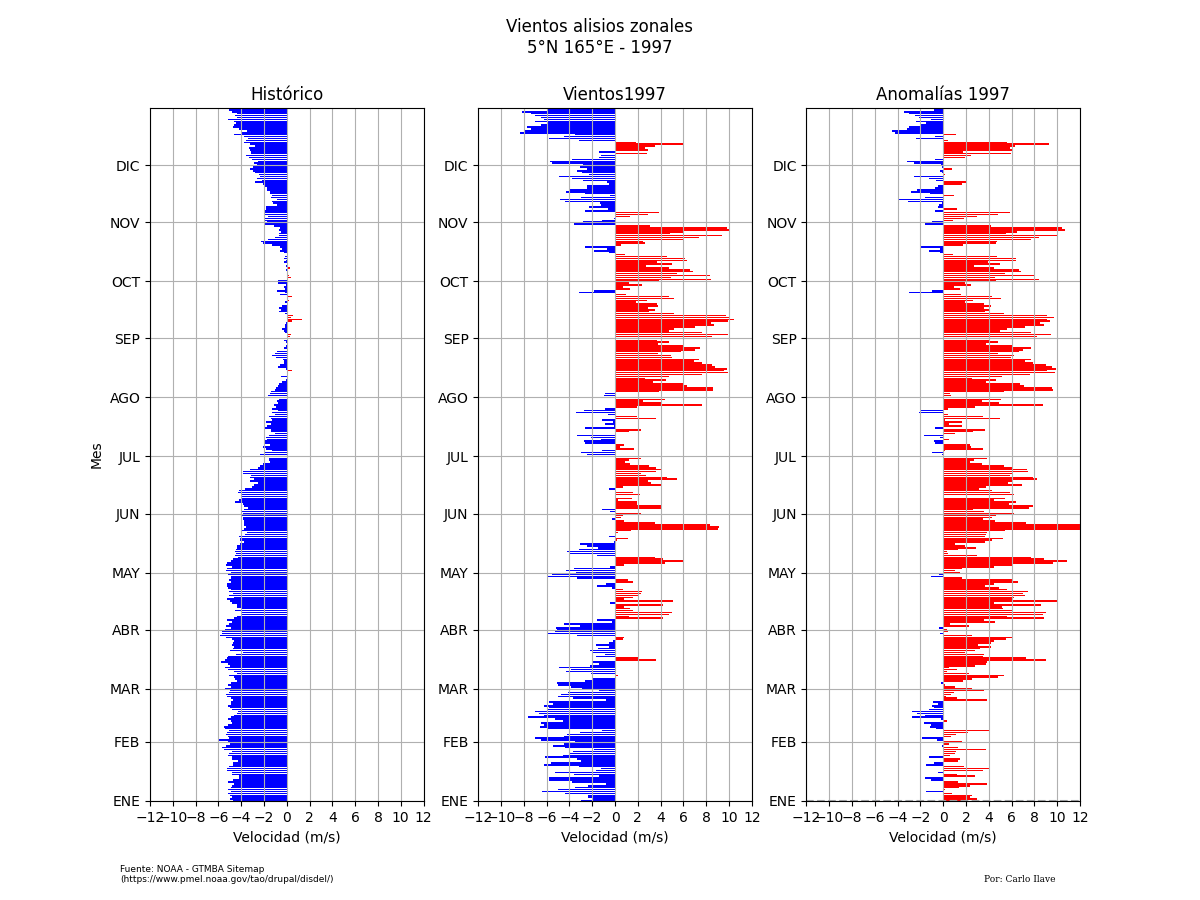 Vientos alisios zonales
5°N 165°E - 1997
Histórico
Vientos1997
Anomalías 1997
Mes
DIC
NOV
OCT
SEP
AGO
JUL
JUN
MAY
ABR
MAR
FEB
ENE
−12 −10 −8 −6 −4 −2 0 2 4 6 8 10 12
Velocidad (m/s)
DIC
NOV
OCT
SEP
AGO
JUL
JUN
MAY
ABR
MAR
FEB
ENE
−12 −10 −8 −6 −4 −2 0 2 4 6 8 10 12
Velocidad (m/s)
DIC
NOV
OCT
SEP
AGO
JUL
JUN
MAY
ABR
MAR
FEB
ENE
−12 −10 −8 −6 −4 −2 0 2 4 6 8 10 12
Velocidad (m/s)
Fuente: NOAA - GTMBA Sitemap
(https://www.pmel.noaa.gov/tao/drupal/disdel/)
Por: Carlo Ilave